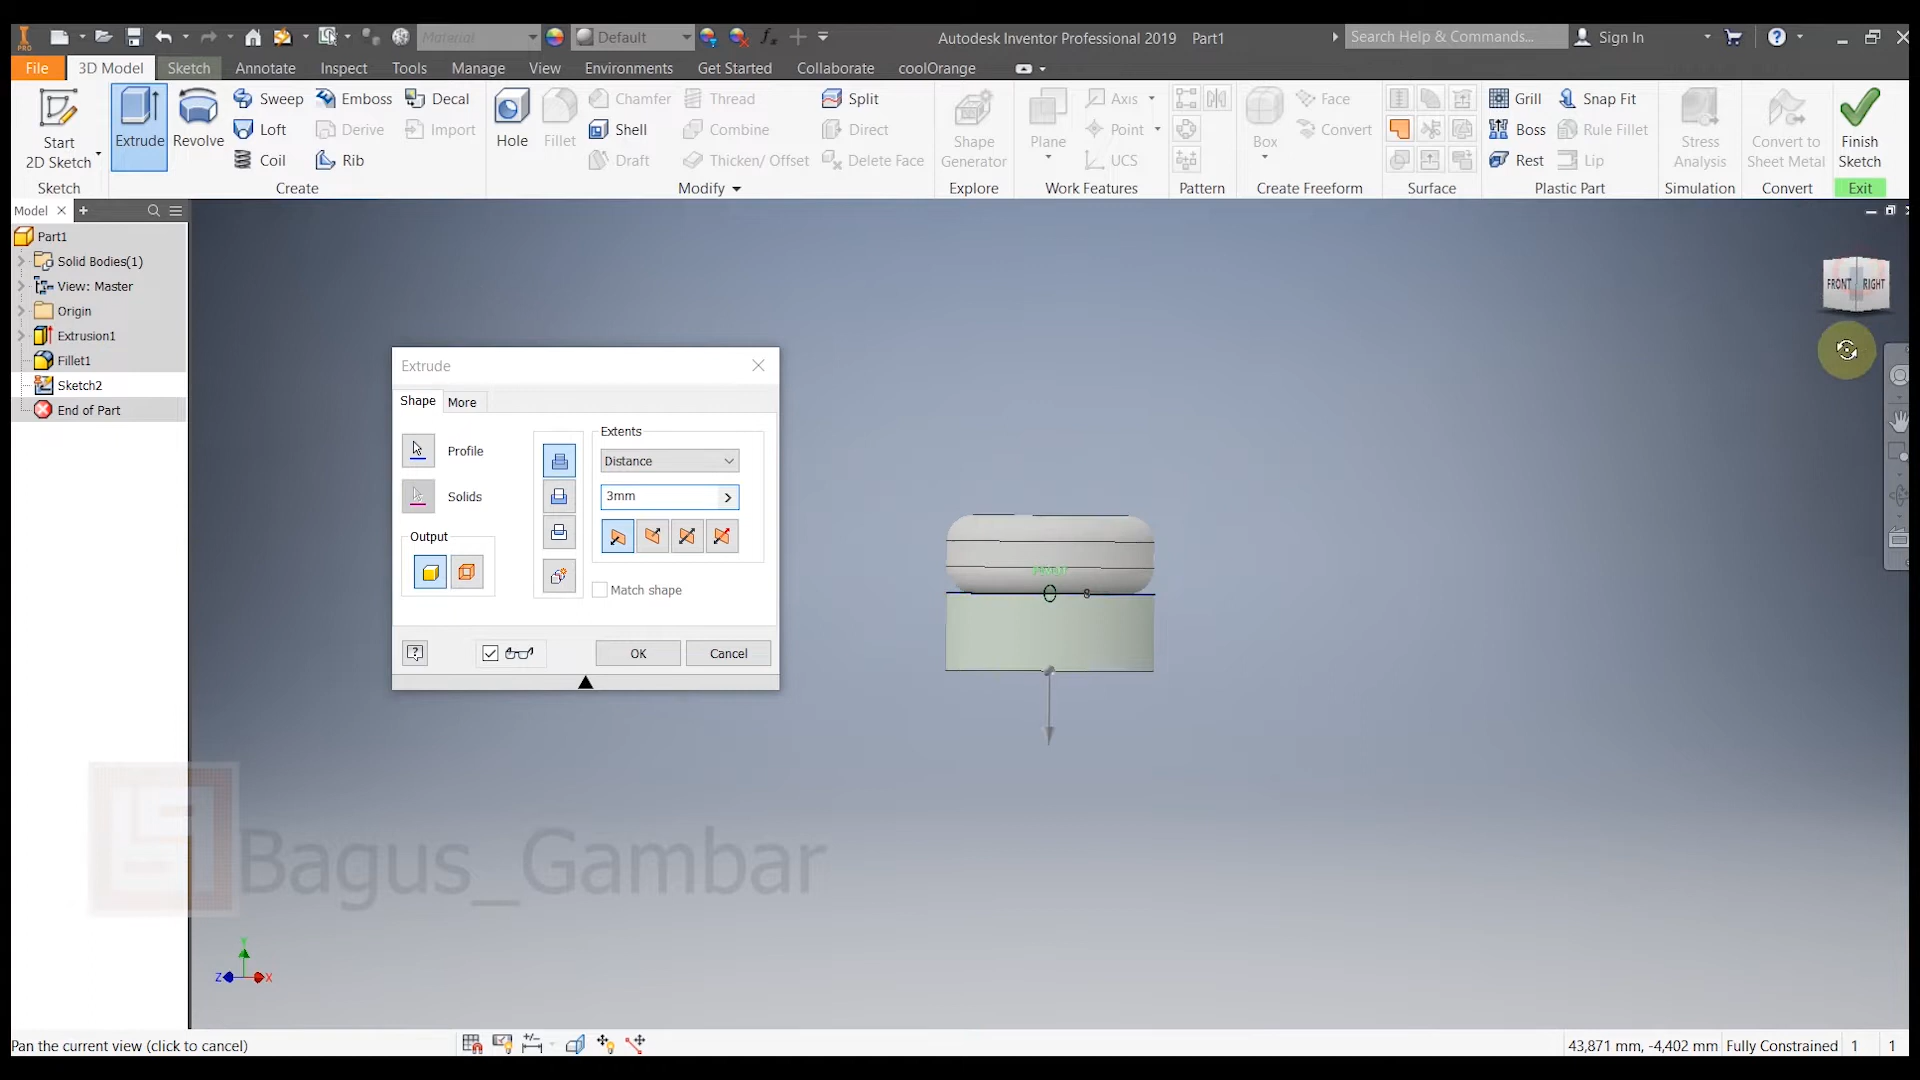 Material
Default
Autodesk Inventor Professional 2019 Part1
Search Help & Commands...
Sign In
File
3D Model
Sketch
Annotate
Inspect
Tools
Manage
View
Environments
Get Started
Collaborate
coolOrange
Start
2D Sketch
Extrude
Revolve
Sweep
Loft
Coil
Emboss
Derive
Rib
Decal
Import
Hole
Fillet
Chamfer
Shell
Draft
Thread
Combine
Thicken/ Offset
Split
Direct
Delete Face
Shape
Generator
Plane
Axis
Point
UCS
Box
Face
Convert
Grill
Boss
Rest
Snap Fit
Rule Fillet
Lip
Stress
Analysis
Convert to
Sheet Metal
Finish
Sketch
Sketch
Create
Modify
Explore
Work Features
Pattern
Create Freeform
Surface
Plastic Part
Simulation
Convert
Exit
Model
Part1
Solid Bodies(1)
View: Master
Origin
Extrusion1
Fillet1
Sketch2
End of Part
FRONT
RIGHT
Extrude
Shape
More
Profile
Solids
Output
Extents
Distance
3mm
Match shape
OK
Cancel
Bagus_Gambar
Y
Z
X
Pan the current view (click to cancel)
43,871 mm, -4,402 mm
Fully Constrained
1
1